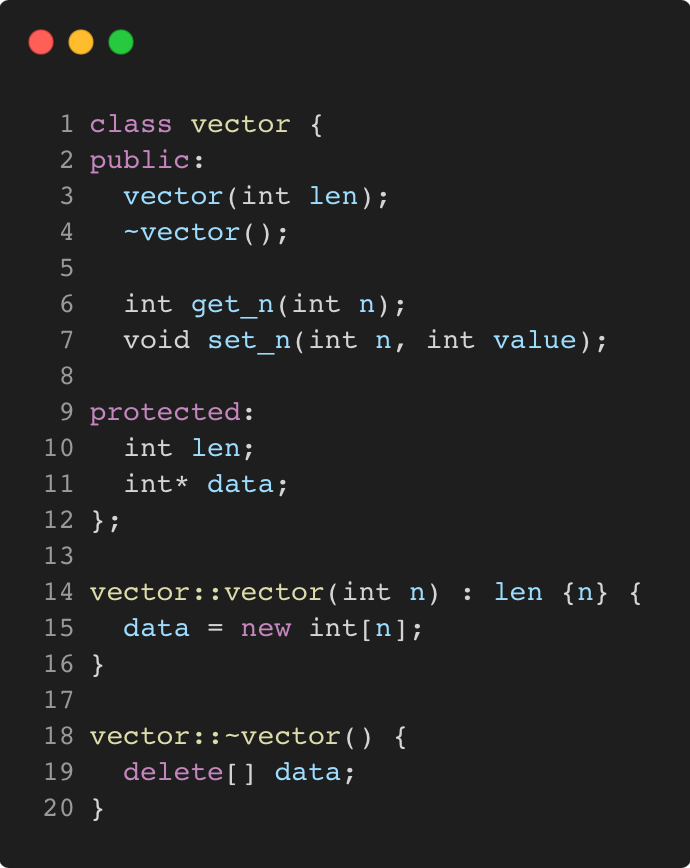 1 class vector {
2 public:
3   vector(int len);
4   ~vector();
5
6   int get_n(int n);
7   void set_n(int n, int value);
8
9 protected:
10   int len;
11   int* data;
12 };
13
14 vector::vector(int n) : len {n} {
15   data = new int[n];
16 }
17
18 vector::~vector() {
19   delete[] data;
20 }